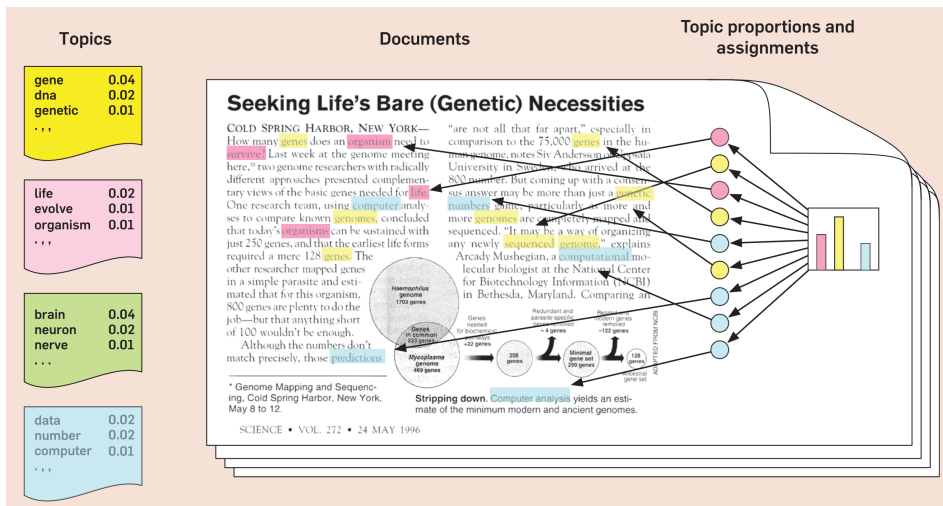 Topics
gene 0.04
dna 0.02
genetic 0.01
. , ,
life 0.02
evolve 0.01
organism 0.01
. , ,
brain 0.04
neuron 0.02
nerve 0.01
. . .
data 0.02
number 0.02
computer 0.01
. , ,
Documents
Topic proportions and
assignments
Seeking Life's Bare (Genetic) Necessities
COLD SPRING HARBOR, NEW YORK—
How many genes does an organism need to
survive? Last week at the genome meeting
here,* two genome researchers with radically
different approaches presented complemen-
tary views of the basic genes needed for life.
One research team, using computer analy-
ses to compare known genomes, concluded
that today's organisms can be sustained with
just 250 genes, and that the earliest life forms
required a mere 128 genes. The
other researcher mapped genes
in a simple parasite and esti-
mated that for this organism,
800 genes are plenty to do the
job—but that anything short
of 100 wouldn't be enough.
Although the numbers don't
match precisely, those predictions
* Genome Mapping and Sequenc-
ing, Cold Spring Harbor, New York,
May 8 to 12.
"are not all that far apart," especially in
comparison to the 75,000 genes in the hu-
man genome, notes Siv Andersson of Uppsala
University in Sweden, who arrived at the
800 number. But coming up with a consen-
sus answer may be more than just a genetic
numbers game, particularly as more and
more genomes are completely mapped and
sequenced. "It may be a way of organizing
any newly sequenced genome," explains
Arcady Mushegian, a computational mo-
lecular biologist at the National Center
for Biotechnology Information (NCBI)
in Bethesda, Maryland. Comparing an
Haemophilus
genome
1703 genes
Genes
in common
233 genes
Mycoplasma
genome
469 genes
Genes
needed
for biochemical
pathways
+22 genes
256
genes
Redundant and
parasite-specific
genes removed
–4 genes
Minimal
gene set
250 genes
Related and
modern genes
removed
–122 genes
128
genes
Ancestral
gene set
ADAPTED FROM NCBI
Stripping down. Computer analysis yields an esti-
mate of the minimum modern and ancient genomes.
SCIENCE • VOL. 272 • 24 MAY 1996